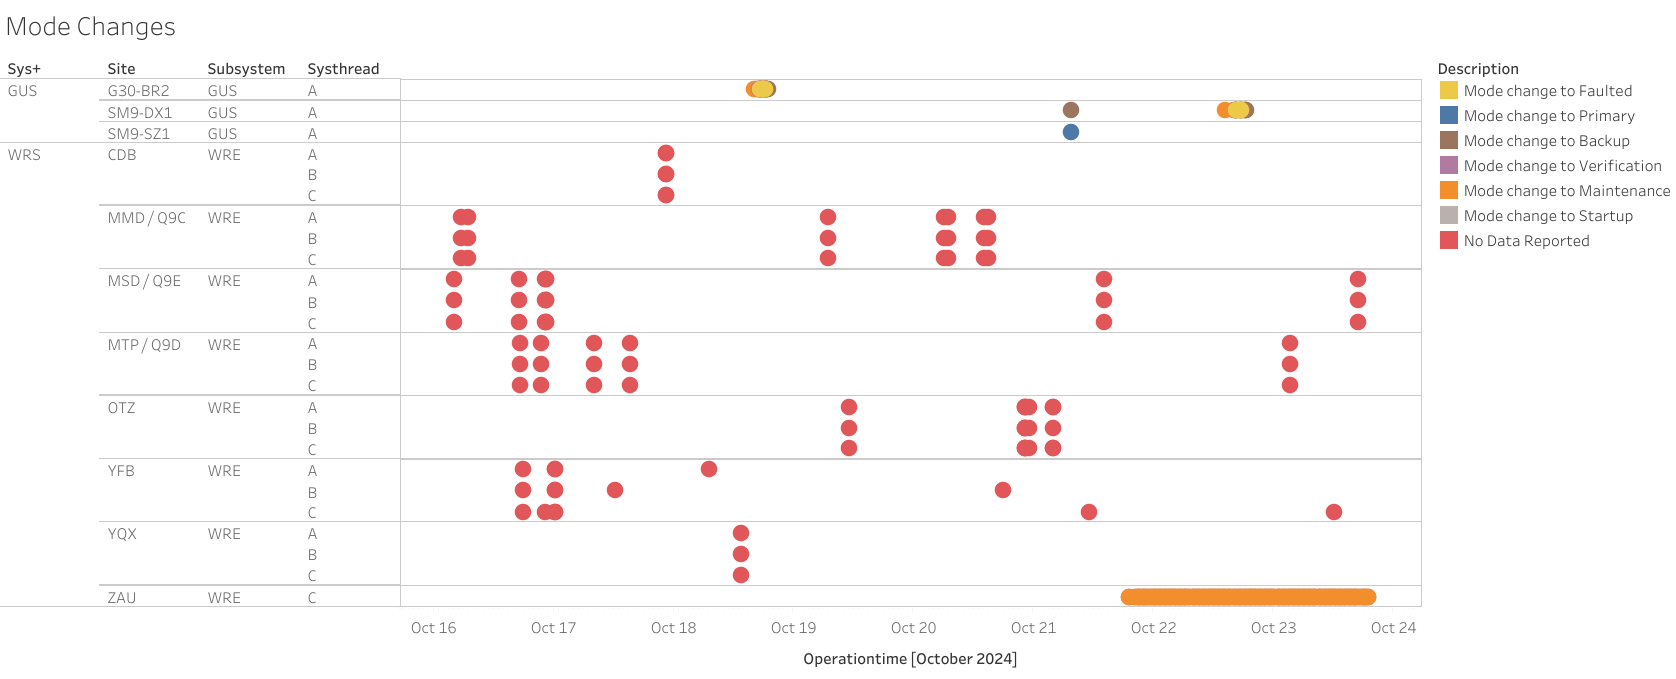 Mode Changes
Sys+ Site Subsystem Systhread Description
GUS G30-BR2 GUS A Mode change to Faulted
SM9-DX1 GUS A Mode change to Primary
SM9-SZ1 GUS A Mode change to Backup
WRS CDB WRE A Mode change to Verification
B Mode change to Maintenance
C Mode change to Startup
MMD / Q9C WRE A No Data Reported
B
C
MSD / Q9E WRE A
B
C
MTP / Q9D WRE A
B
C
OTZ WRE A
B
C
YFB WRE A
B
C
YQX WRE A
B
C
ZAU WRE C
Oct 16 Oct 17 Oct 18 Oct 19 Oct 20 Oct 21 Oct 22 Oct 23 Oct 24
Operationtime [October 2024]